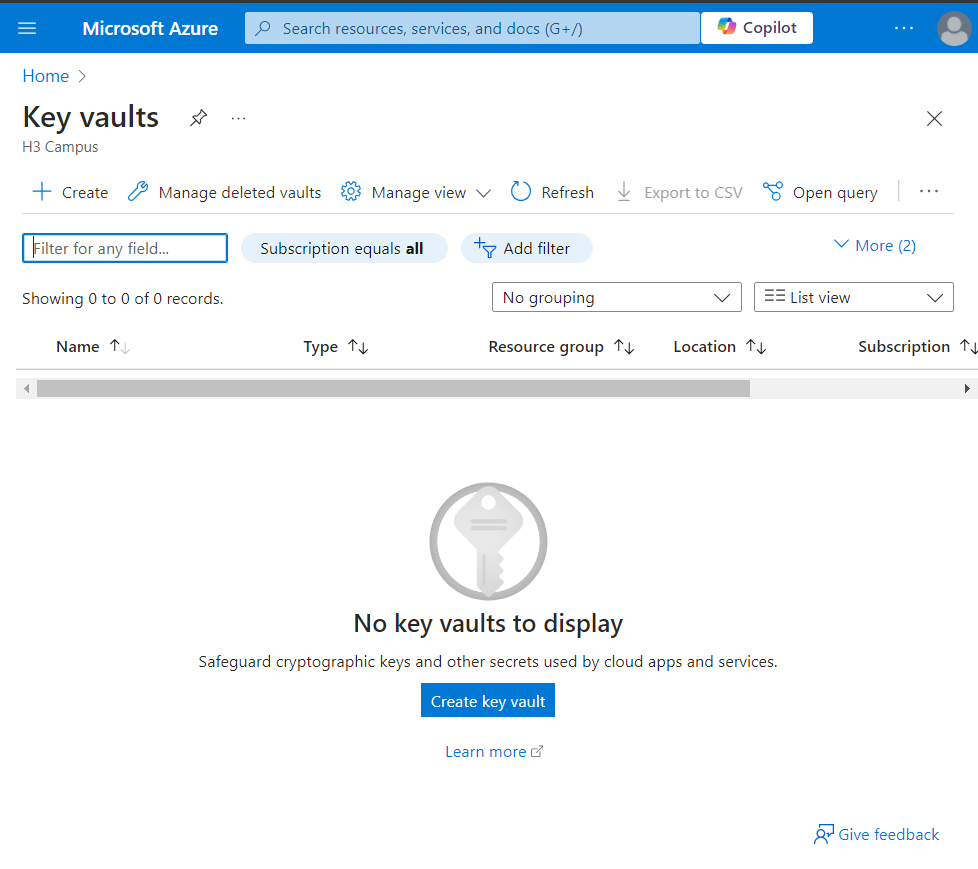 Microsoft Azure
Search resources, services, and docs (G+/)
Copilot
Home
Key vaults
H3 Campus
Create
Manage deleted vaults
Manage view
Refresh
Export to CSV
Open query
Filter for any field...
Subscription equals all
Add filter
More (2)
Showing 0 to 0 of 0 records.
No grouping
List view
Name
Type
Resource group
Location
Subscription
No key vaults to display
Safeguard cryptographic keys and other secrets used by cloud apps and services.
Create key vault
Learn more
Give feedback